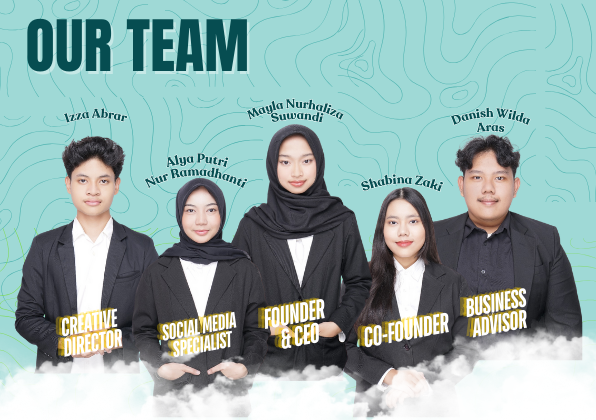 OUR TEAM
Izza Abrar
Alya Putri
Nur Ramadhanti
Mayla Nurhaliza
Suwandi
Shabina Zaki
Danish Wilda
Aras
CREATIVE
DIRECTOR
SOCIAL MEDIA
SPECIALIST
FOUNDER
& CEO
CO-FOUNDER
BUSINESS
ADVISOR